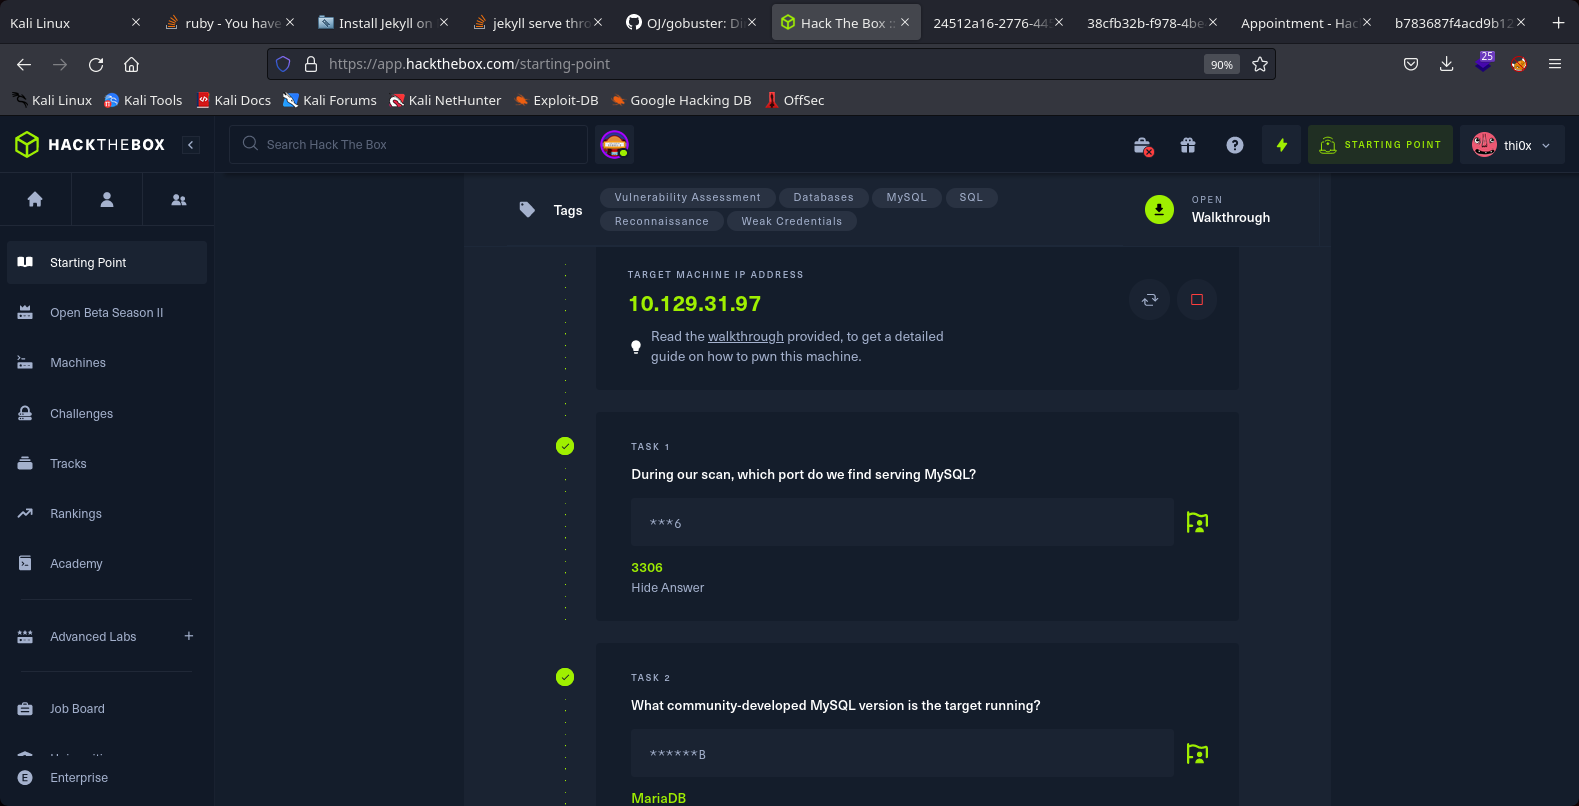 Kali Linux
ruby - You have
Install Jekyll on
jekyll serve thro
OJ/gobuster: Di
Hack The Box ::
24512a16-2776-445
38cfb32b-f978-4be
Appointment - Hac
b783687f4acd9b12
https://app.hackthebox.com/starting-point
90%
25
Kali Linux Kali Tools Kali Docs Kali Forums Kali NetHunter Exploit-DB Google Hacking DB OffSec
HACKTHEBOX
Search Hack The Box
STARTING POINT
thi0x
Starting Point
Open Beta Season II
Machines
Challenges
Tracks
Rankings
Academy
Advanced Labs
Job Board
E Enterprise
Tags
Vulnerability Assessment Databases MySQL SQL
Reconnaissance Weak Credentials
OPEN
Walkthrough
TARGET MACHINE IP ADDRESS
10.129.31.97
Read the walkthrough provided, to get a detailed
guide on how to pwn this machine.
TASK 1
During our scan, which port do we find serving MySQL?
***6
3306
Hide Answer
TASK 2
What community-developed MySQL version is the target running?
******B
MariaDB